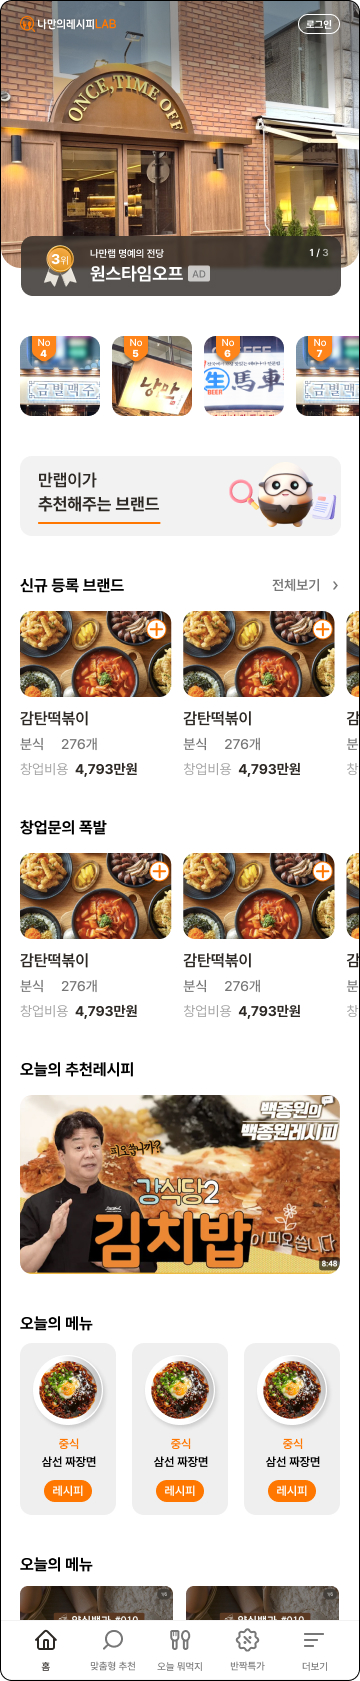 나만의레시피LAB
로그인
ONCE, TIME OFF
3위
나만랩 명예의 전당
1 / 3
원스타임오프 AD
No No No No
4 5 6 7
금별맥주 낭만 生馬車 금별맥
BEER
만랩이가
추천해주는 브랜드
신규 등록 브랜드 전체보기 >
감탄떡볶이 감탄떡볶이 감
분식 276개 분식 276개 분
창업비용 4,793만원 창업비용 4,793만원 창
창업문의 폭발
감탄떡볶이 감탄떡볶이 감
분식 276개 분식 276개 분
창업비용 4,793만원 창업비용 4,793만원 창
오늘의 추천레시피
백종원의
백종원레시피
피오씁니까?
강식당2
김치밥이 피오씁니다
8:48
오늘의 메뉴
중식 중식 중식
삼선 짜장면 삼선 짜장면 삼선 짜장면
레시피 레시피 레시피
오늘의 메뉴
홈 맞춤형 추천 오늘 뭐먹지 반짝특가 더보기